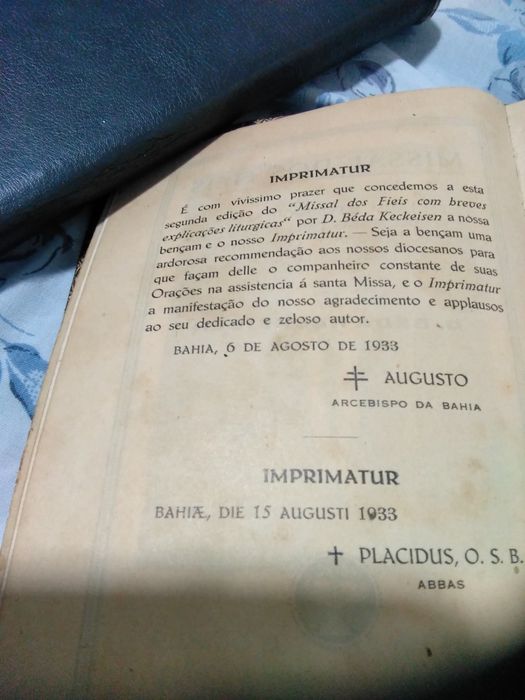 IMPRIMATUR
É com vivissimo prazer que concedemos a esta
segunda edição do "Missal dos Fieis com breves
explicações liturgicas" por D. Béda Keckeisen a nossa
bençam e o nosso Imprimatur. — Seja a bençam uma
ardorosa recommendação aos nossos diocesanos para
que façam delle o companheiro constante de suas
Orações na assistencia á santa Missa, e o Imprimatur
a manifestação do nosso agradecimento e applausos
ao seu dedicado e zeloso autor.
BAHIA, 6 DE AGOSTO DE 1933
‡ AUGUSTO
ARCEBISPO DA BAHIA
IMPRIMATUR
BAHIÆ, DIE 15 AUGUSTI 1933
† PLACIDUS, O. S. B.
ABBAS